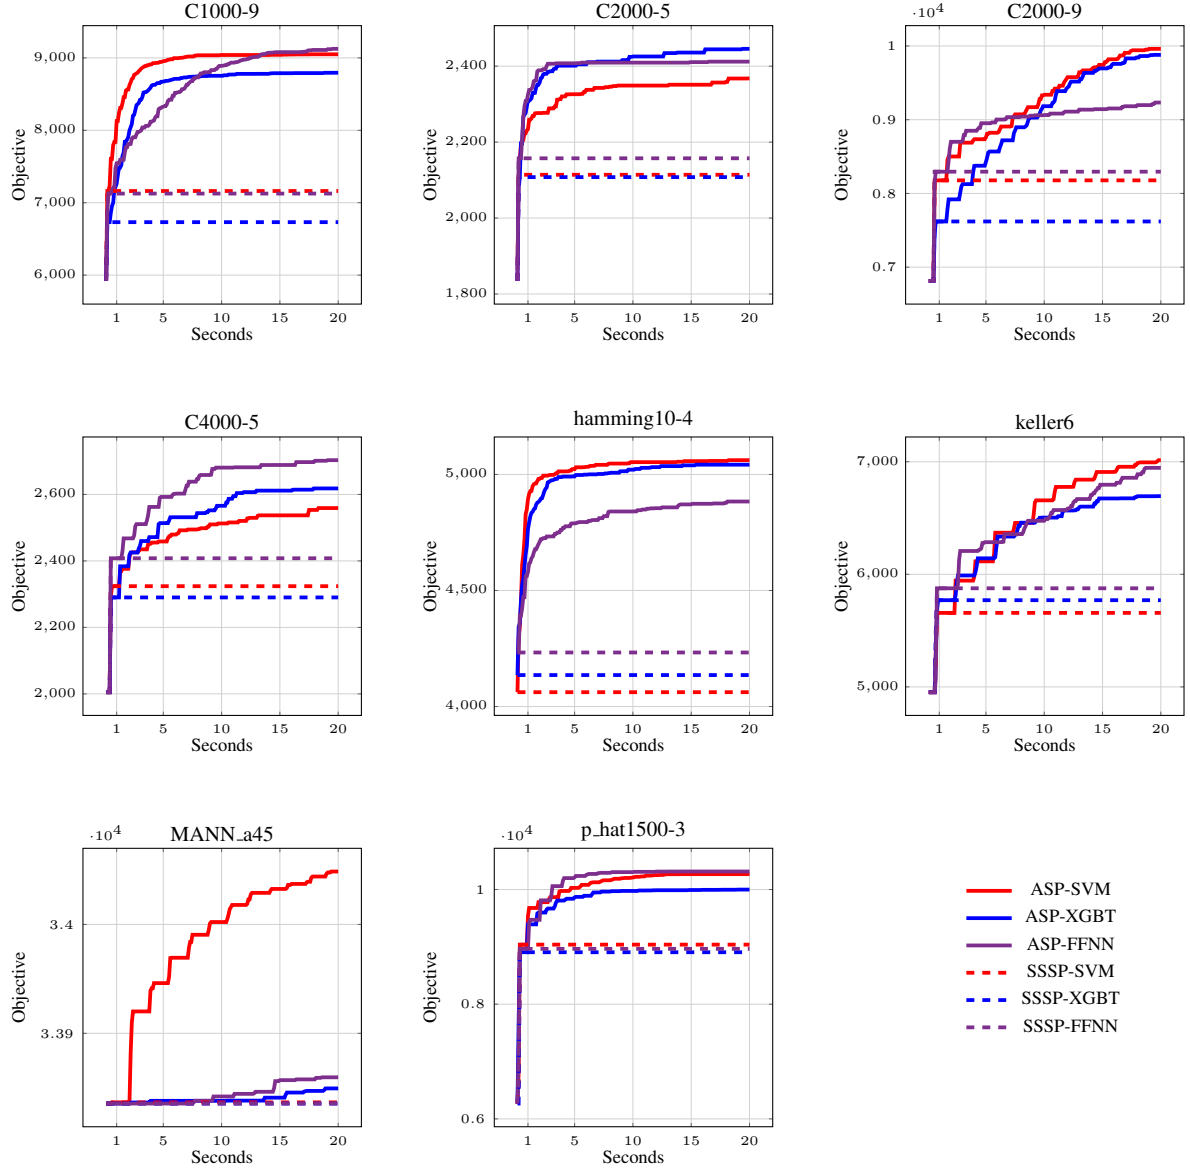 C1000-9
9,000
8,000
7,000
6,000
Objective
1 5 10 15 20
Seconds
C2000-5
2,400
2,200
2,000
1,800
Objective
1 5 10 15 20
Seconds
·10⁴
C2000-9
1
0.9
0.8
0.7
Objective
1 5 10 15 20
Seconds
C4000-5
2,600
2,400
2,200
2,000
Objective
1 5 10 15 20
Seconds
hamming10-4
5,000
4,500
4,000
Objective
1 5 10 15 20
Seconds
keller6
7,000
6,000
5,000
Objective
1 5 10 15 20
Seconds
·10⁴
MANN_a45
3.4
3.39
Objective
1 5 10 15 20
Seconds
·10⁴
p_hat1500-3
1
0.8
0.6
Objective
1 5 10 15 20
Seconds
ASP-SVM
ASP-XGBT
ASP-FFNN
SSSP-SVM
SSSP-XGBT
SSSP-FFNN